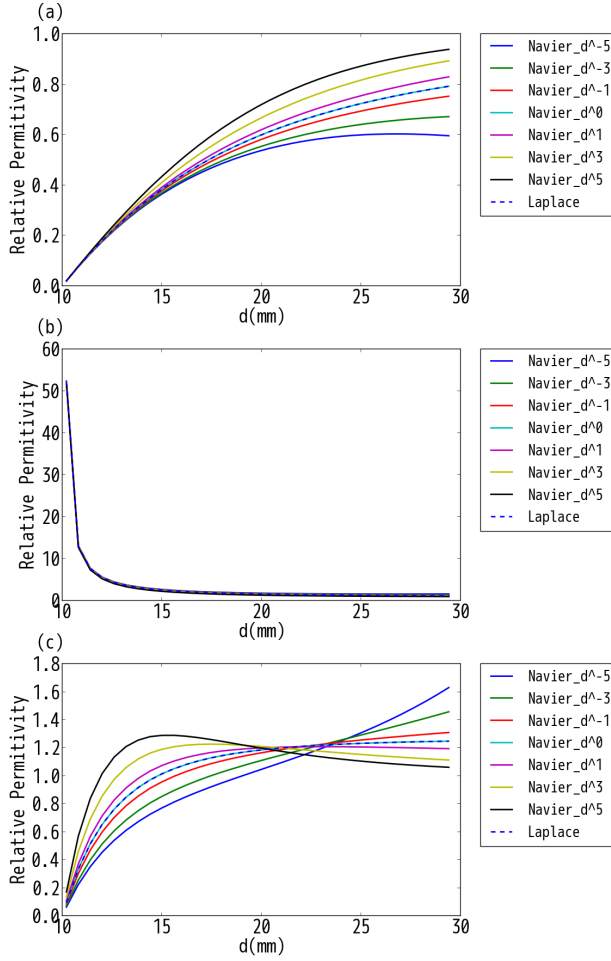 (a)
1.0
0.8
0.6
0.4
0.2
0.0
Relative Permitivity
10 15 20 25 30
d(mm)
Navier_d^-5
Navier_d^-3
Navier_d^-1
Navier_d^0
Navier_d^1
Navier_d^3
Navier_d^5
Laplace
(b)
60
50
40
30
20
10
0
Relative Permitivity
10 15 20 25 30
d(mm)
Navier_d^-5
Navier_d^-3
Navier_d^-1
Navier_d^0
Navier_d^1
Navier_d^3
Navier_d^5
Laplace
(c)
1.8
1.6
1.4
1.2
1.0
0.8
0.6
0.4
0.2
0.0
Relative Permitivity
10 15 20 25 30
d(mm)
Navier_d^-5
Navier_d^-3
Navier_d^-1
Navier_d^0
Navier_d^1
Navier_d^3
Navier_d^5
Laplace